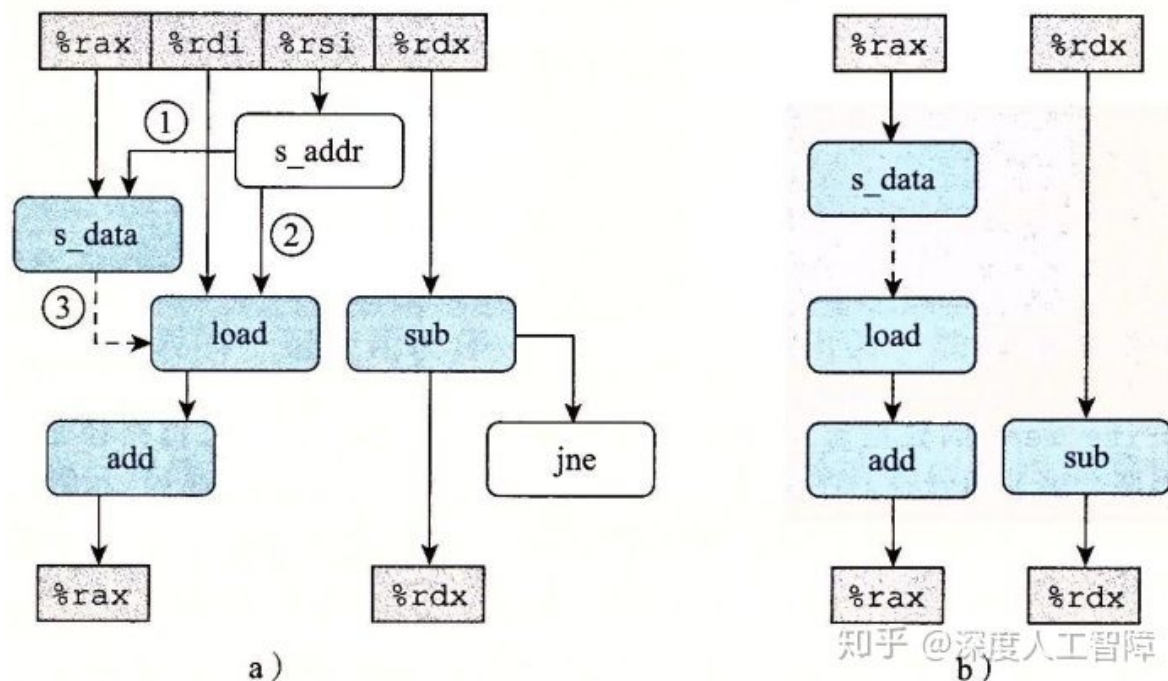 %rax %rdi %rsi %rdx
%rax %rdx
①
s_addr
s_data
s_data
②
③
load
sub
load
add
jne
add
sub
%rax
%rdx
%rax
%rdx
知乎 @深度人工智障
a）
b）